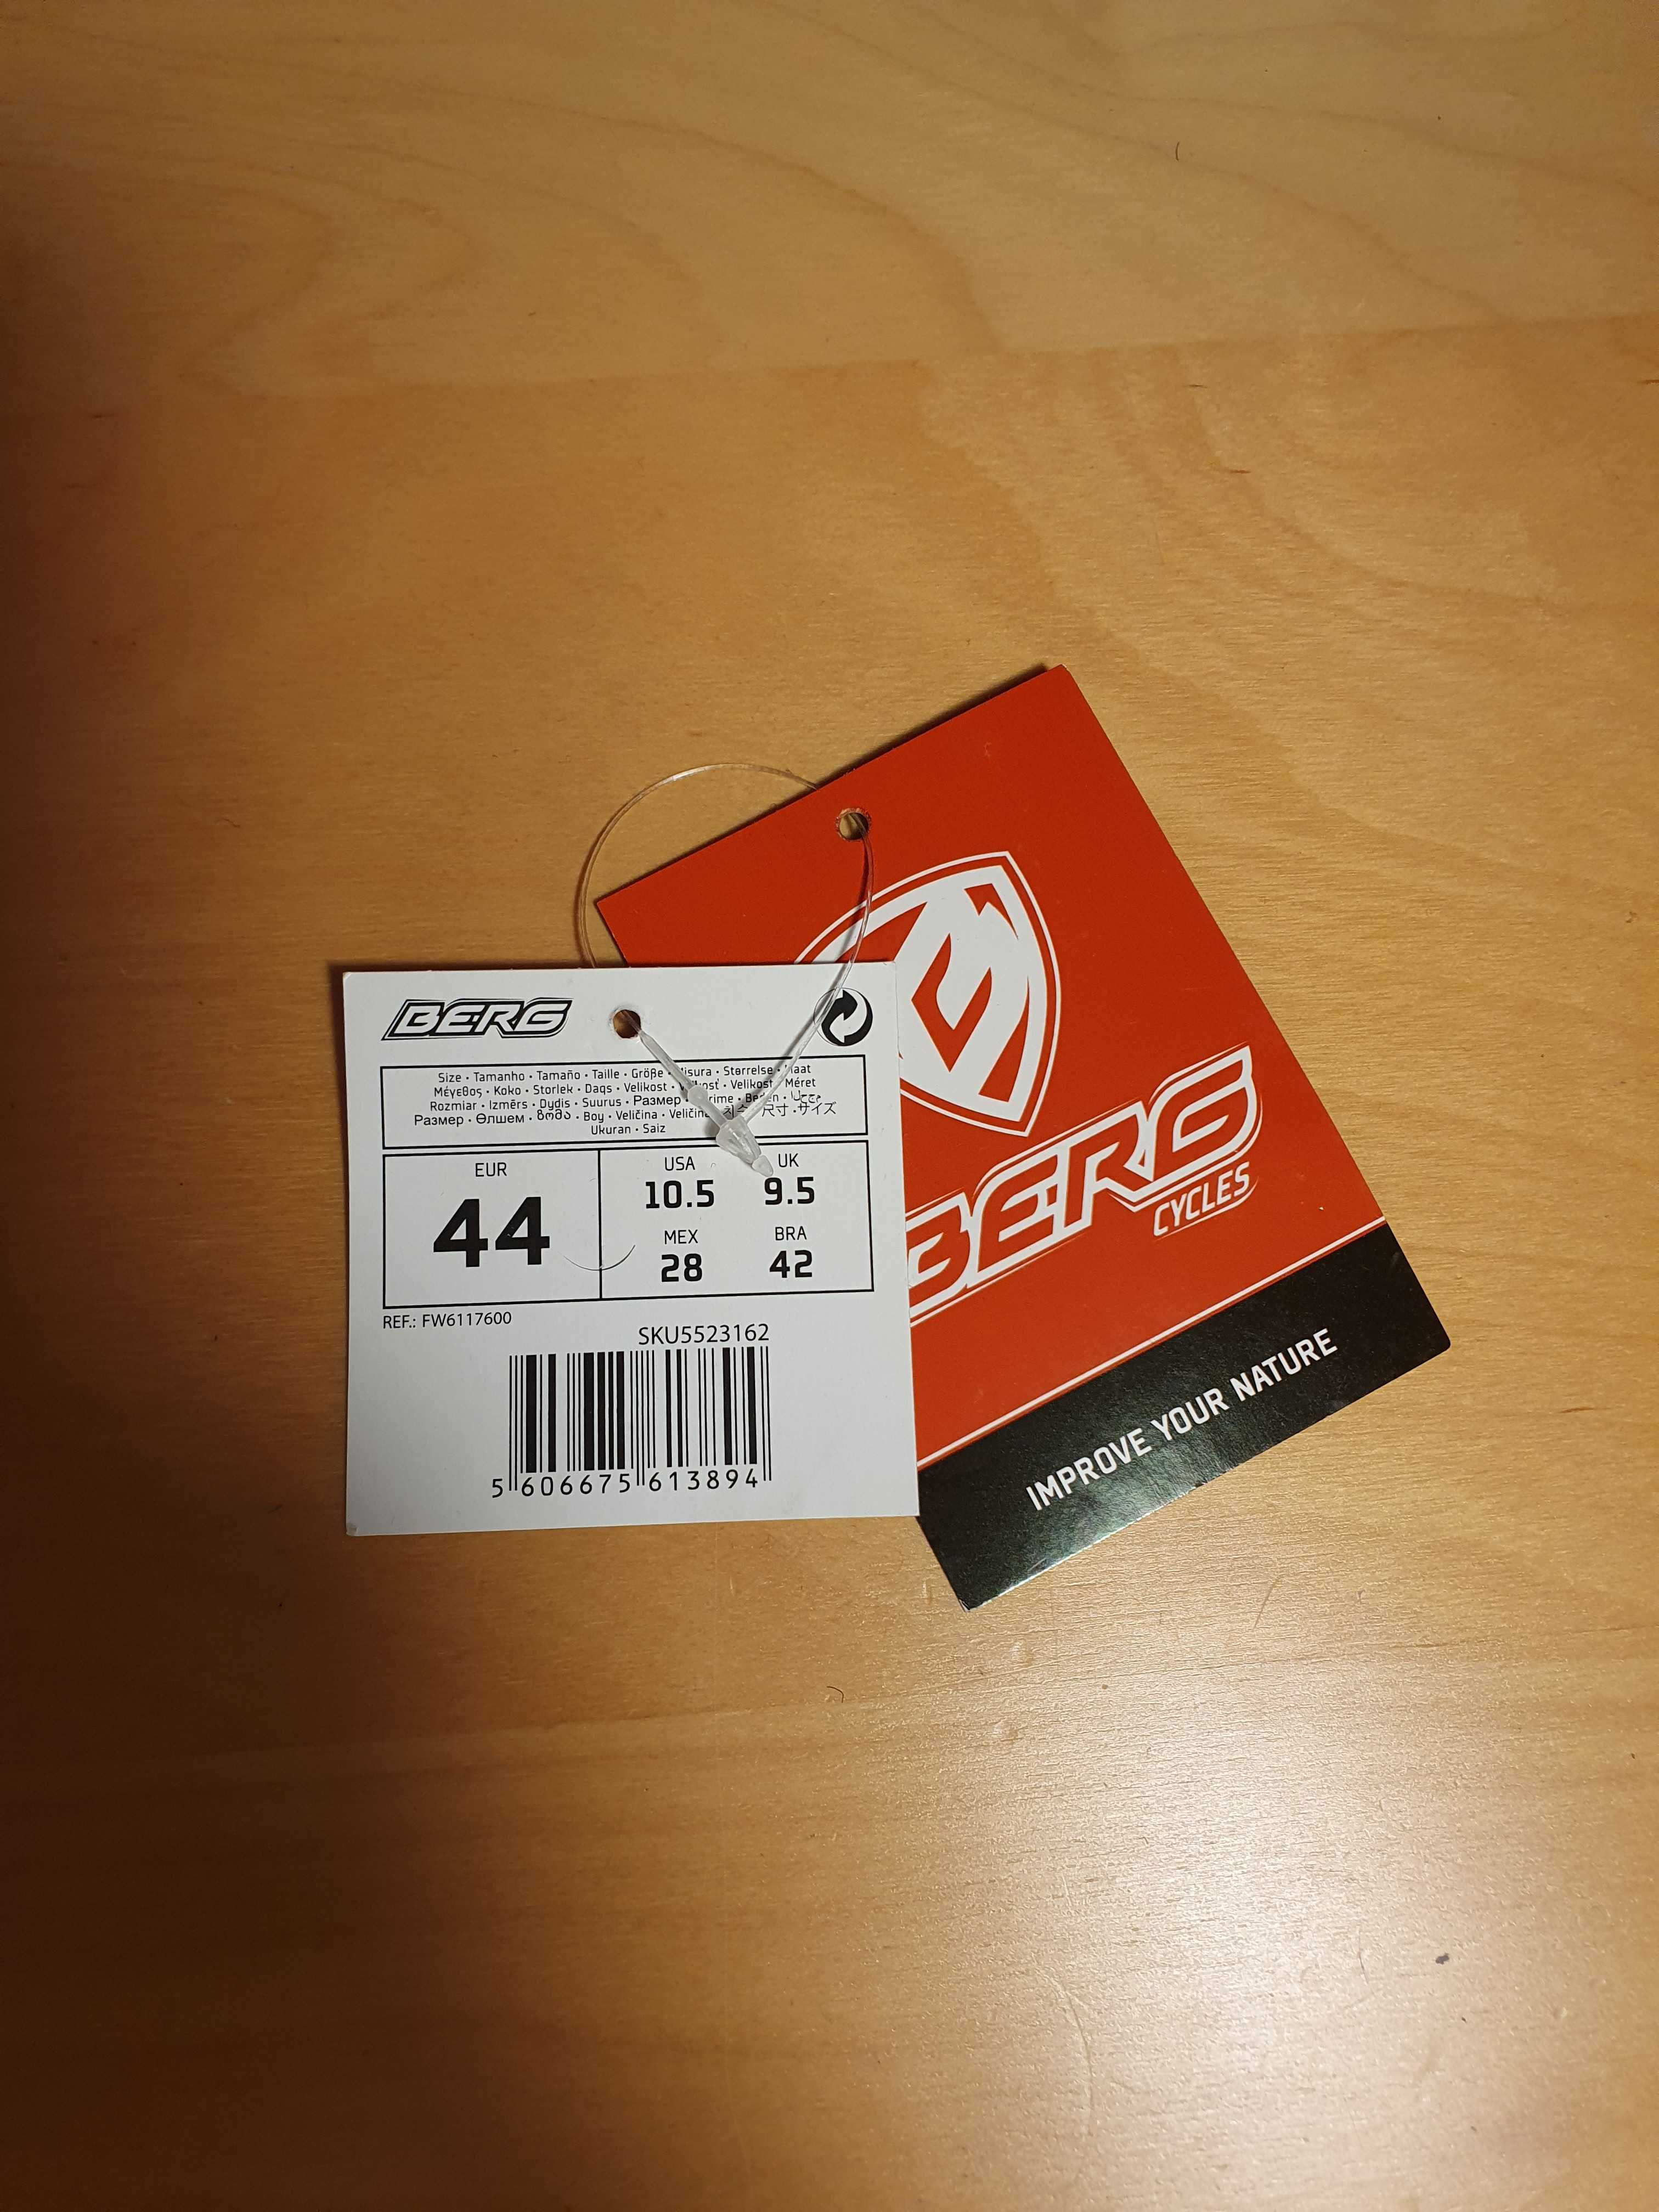 BERG
Size • Tamanho • Tamaño • Taille • Größe • Misura • Størrelse • Maat
Μέγεθος • Koko • Storlek • Dags • Velikost • Velikost • Méret
Rozmiar • Izmērs • Dydis • Suurus • Размер • Beden
Размер • Өлшем • ზომა • Boy • Veličina • Veličina • 치수 • 尺寸 • サイズ
Ukuran • Saiz
EUR
44
USA
10.5
UK
9.5
MEX
28
BRA
42
REF.: FW6117600
SKU5523162
5 606675 613894
BERG
CYCLES
IMPROVE YOUR NATURE